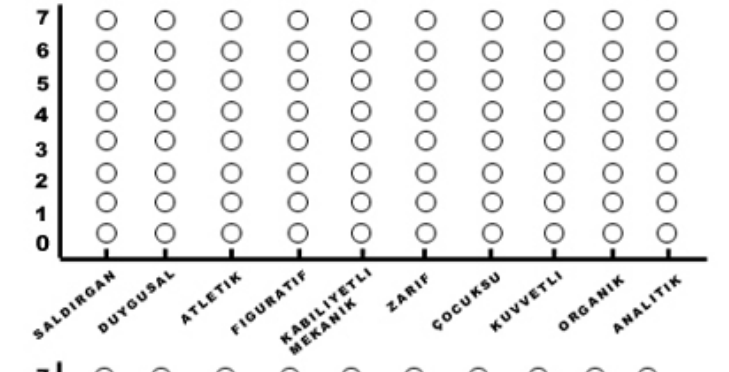 7
6
5
4
3
2
1
0
SALDIRGAN
DUYGUSAL
ATLETIK
FIGURATIF
KABILIYETLI
MEKANIK
ZARIF
ÇOCUKSU
KUVVETLI
ORGANIK
ANALITIK